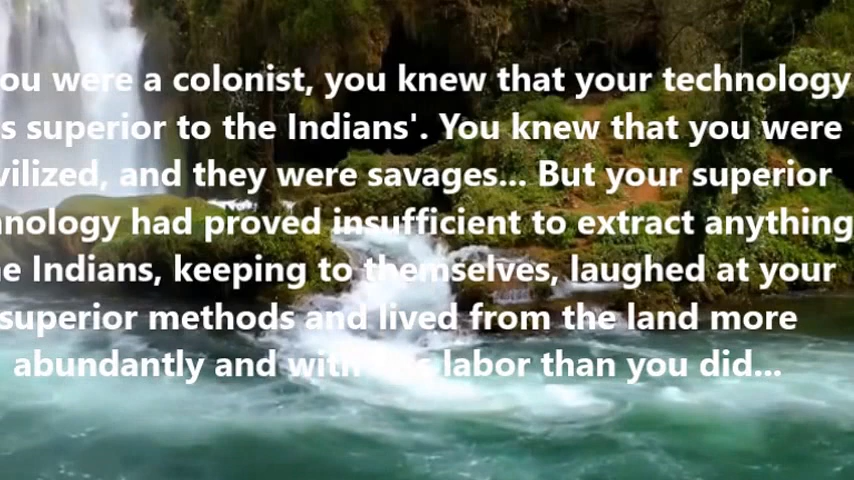 ou were a colonist, you knew that your technology
s superior to the Indians'. You knew that you were
vilized, and they were savages... But your superior
hnology had proved insufficient to extract anything
e Indians, keeping to themselves, laughed at your
superior methods and lived from the land more
abundantly and with less labor than you did...